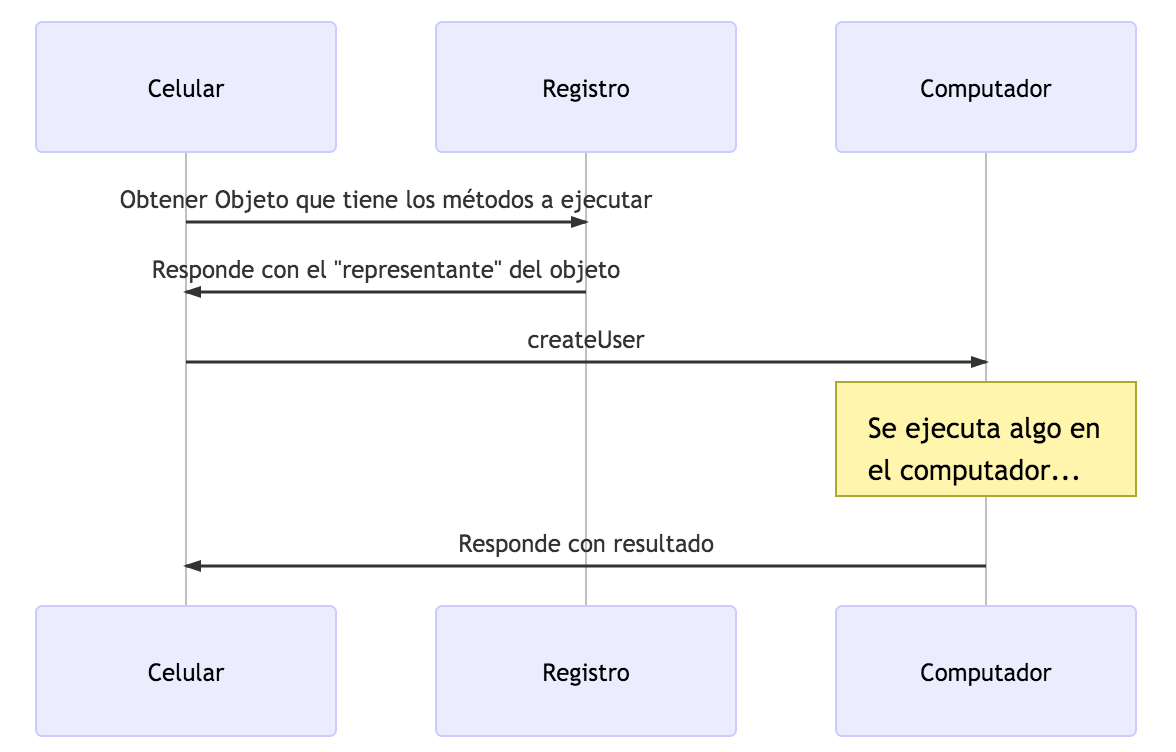 Celular
Registro
Computador
Obtener Objeto que tiene los métodos a ejecutar
Responde con el "representante" del objeto
createUser
Se ejecuta algo en
el computador...
Responde con resultado
Celular
Registro
Computador